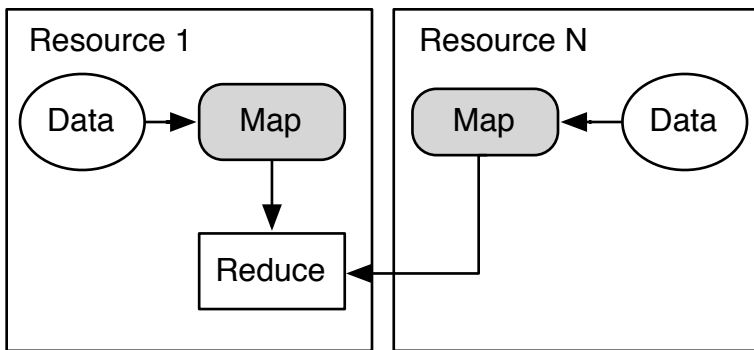 Resource 1
Data
Map
Reduce
Resource N
Map
Data